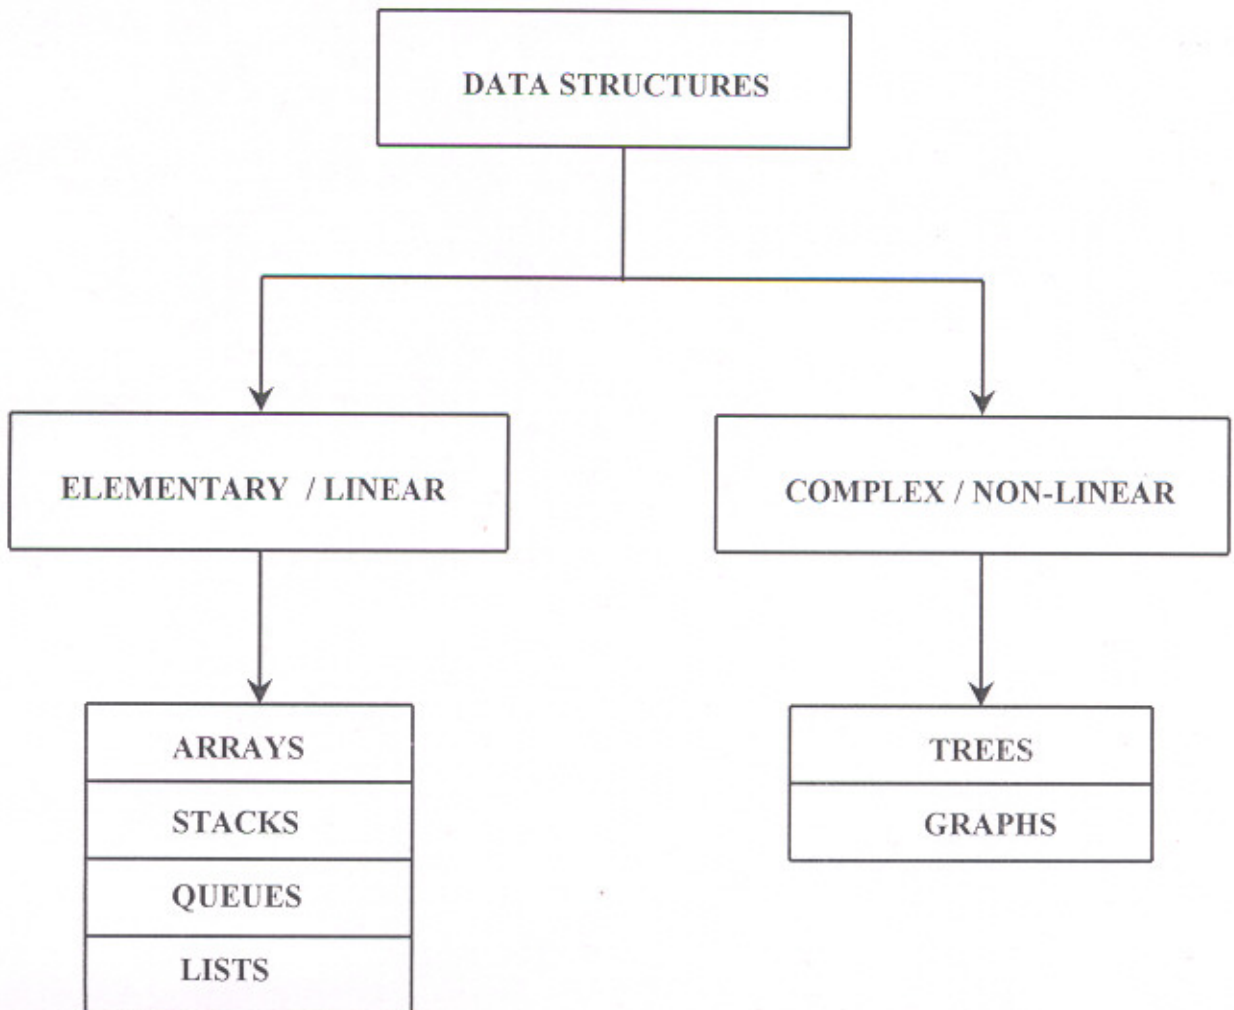 DATA STRUCTURES
ELEMENTARY / LINEAR
COMPLEX / NON-LINEAR
ARRAYS
STACKS
QUEUES
LISTS
TREES
GRAPHS